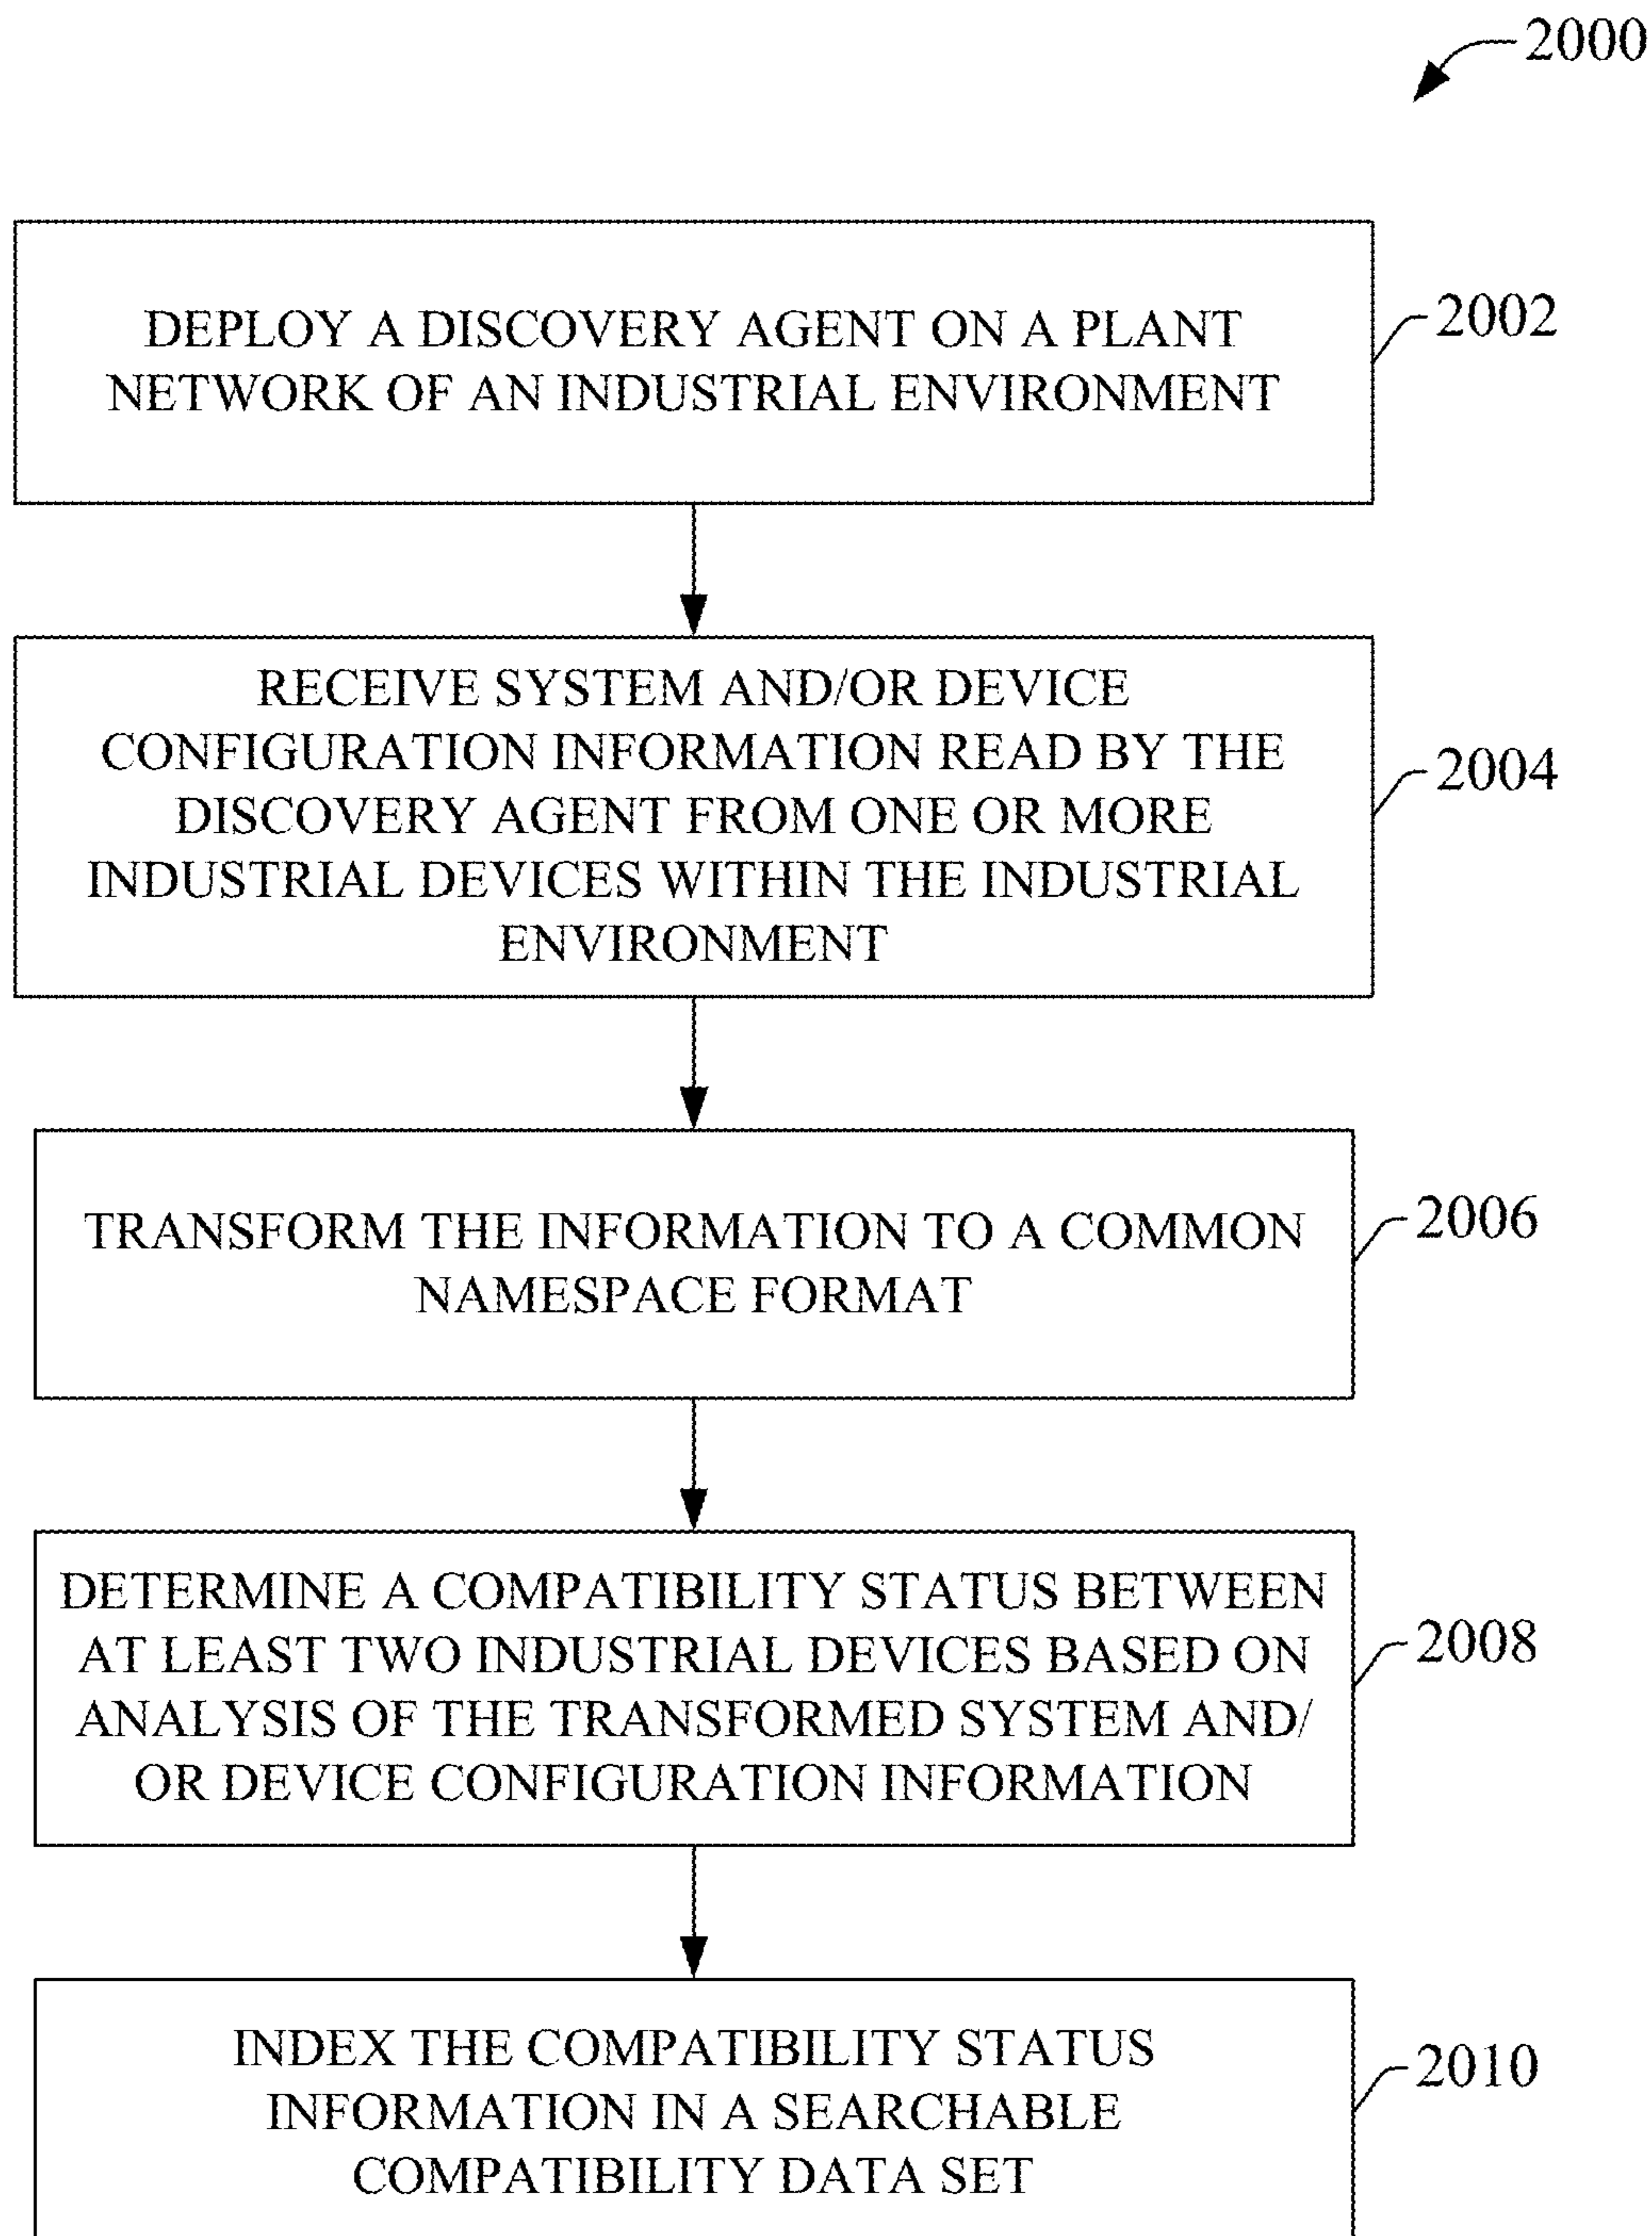 2000
DEPLOY A DISCOVERY AGENT ON A PLANT
NETWORK OF AN INDUSTRIAL ENVIRONMENT
2002
RECEIVE SYSTEM AND/OR DEVICE
CONFIGURATION INFORMATION READ BY THE
DISCOVERY AGENT FROM ONE OR MORE
INDUSTRIAL DEVICES WITHIN THE INDUSTRIAL
ENVIRONMENT
2004
TRANSFORM THE INFORMATION TO A COMMON
NAMESPACE FORMAT
2006
DETERMINE A COMPATIBILITY STATUS BETWEEN
AT LEAST TWO INDUSTRIAL DEVICES BASED ON
ANALYSIS OF THE TRANSFORMED SYSTEM AND/
OR DEVICE CONFIGURATION INFORMATION
2008
INDEX THE COMPATIBILITY STATUS
INFORMATION IN A SEARCHABLE
COMPATIBILITY DATA SET
2010